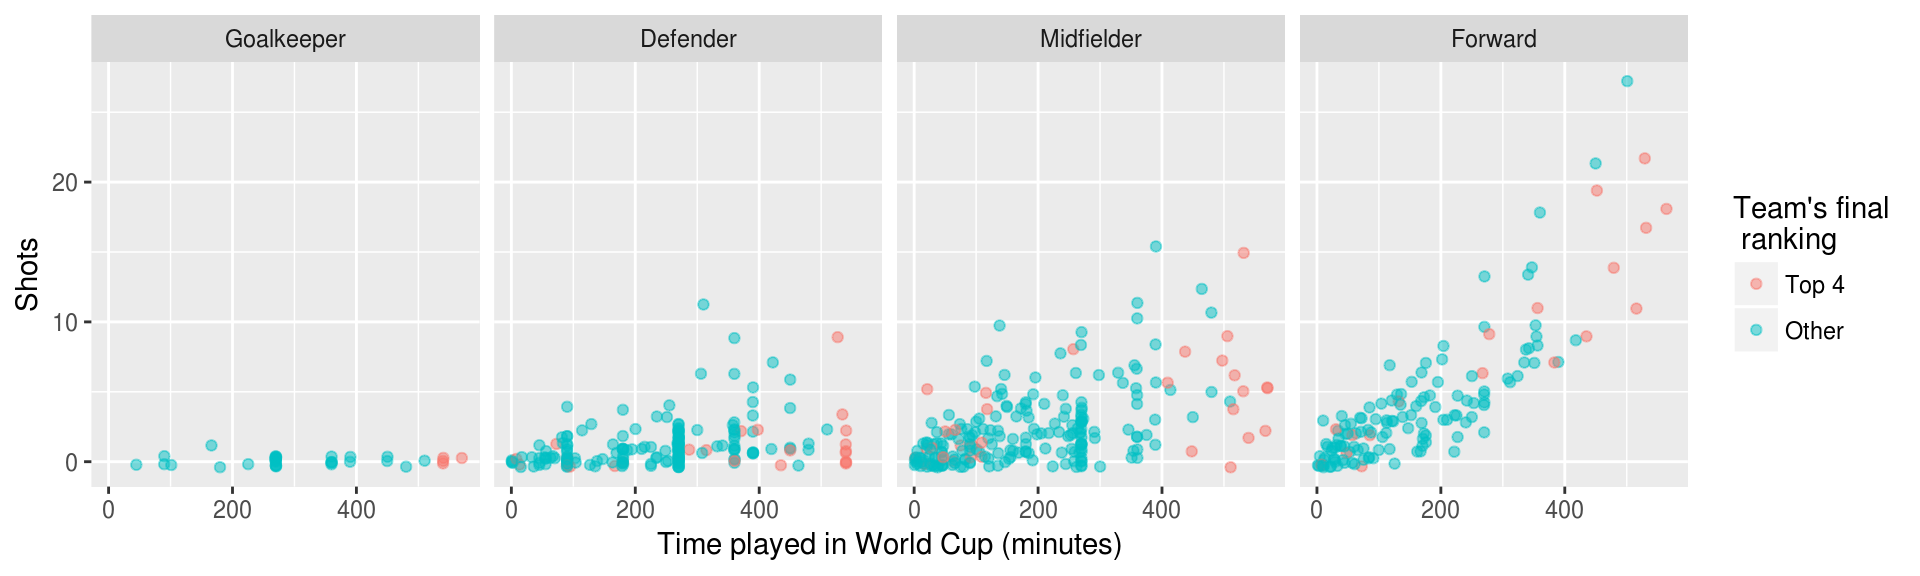 Goalkeeper Defender Midfielder Forward
20
10
0
Shots
0 200 400 0 200 400 0 200 400 0 200 400
Time played in World Cup (minutes)
Team's final
ranking
Top 4
Other